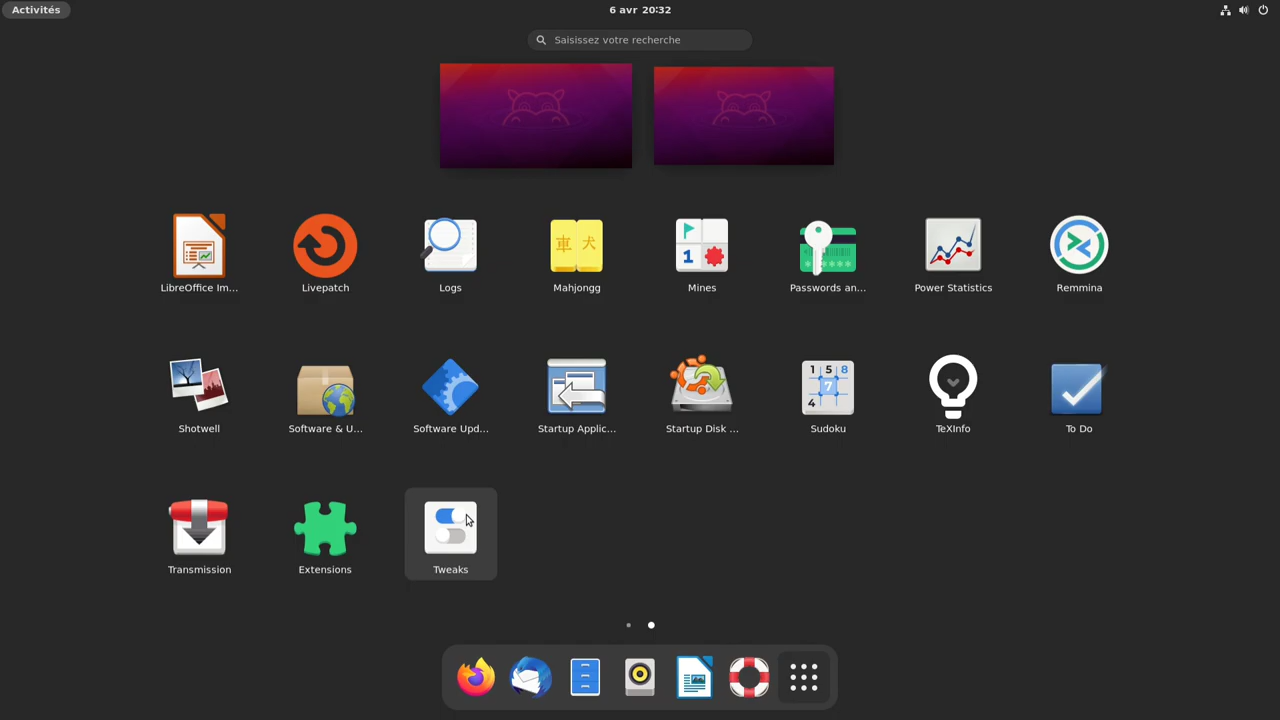 Activités
6 avr 20:32
Saisissez votre recherche
LibreOffice Im...
Livepatch
Logs
Mahjongg
Mines
Passwords an...
Power Statistics
Remmina
Shotwell
Software & U...
Software Upd...
Startup Applic...
Startup Disk ...
Sudoku
TeXInfo
To Do
Transmission
Extensions
Tweaks